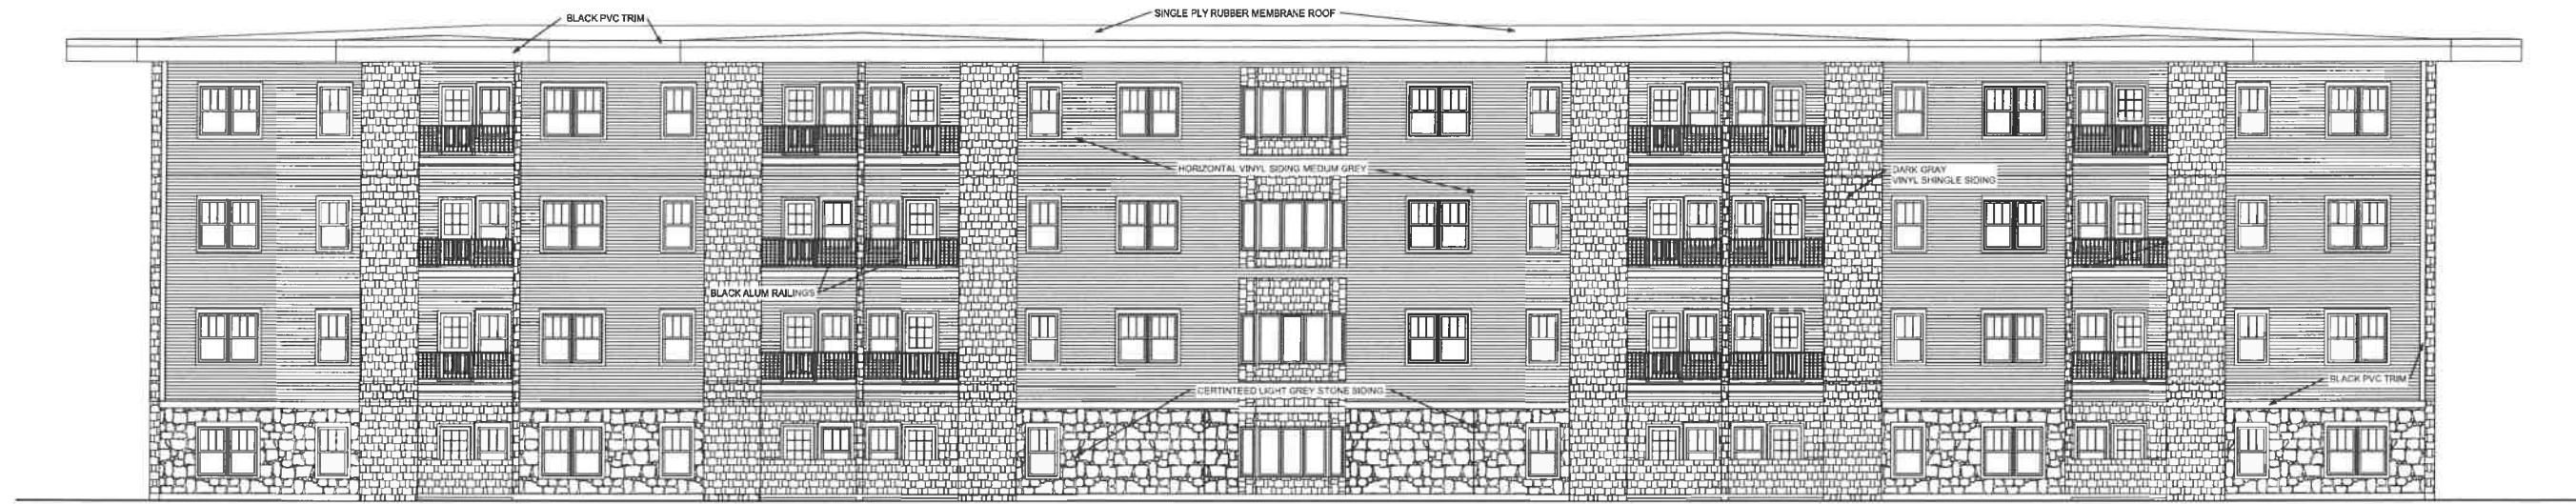 BLACK PVC TRIM
SINGLE PLY RUBBER MEMBRANE ROOF
HORIZONTAL VINYL SIDING MEDUM GREY
DARK GRAY
VINYL SHINGLE SIDING
BLACK ALUM RAILINGS
BLACK PVC TRIM
CERTINTEED LIGHT GREY STONE SIDING